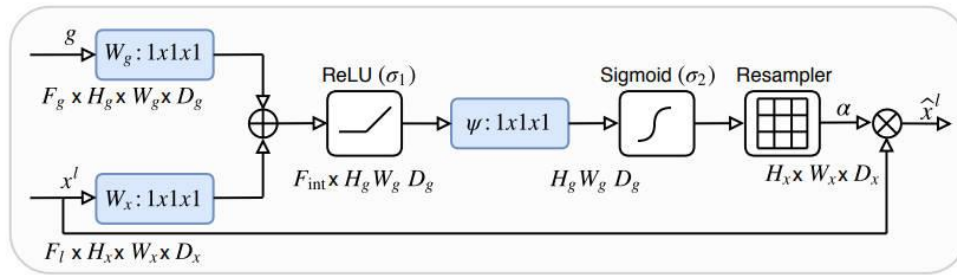 g
W_g : 1x1x1
F_g x H_g x W_g x D_g
ReLU (σ_1)
Sigmoid (σ_2)
Resampler
ψ : 1x1x1
α
x̂^l
F_int x H_g W_g D_g
H_g W_g D_g
H_x x W_x x D_x
x^l
W_x : 1x1x1
F_l x H_x x W_x x D_x